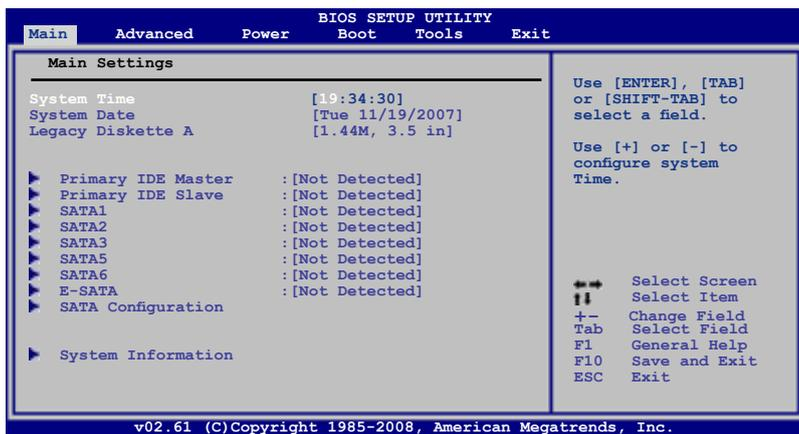 BIOS SETUP UTILITY
Main Advanced Power Boot Tools Exit
Main Settings
System Time [19:34:30]
System Date [Tue 11/19/2007]
Legacy Diskette A [1.44M, 3.5 in]
Primary IDE Master :[Not Detected]
Primary IDE Slave :[Not Detected]
SATA1 :[Not Detected]
SATA2 :[Not Detected]
SATA3 :[Not Detected]
SATA5 :[Not Detected]
SATA6 :[Not Detected]
E-SATA :[Not Detected]
SATA Configuration
System Information
Use [ENTER], [TAB]
or [SHIFT-TAB] to
select a field.
Use [+] or [-] to
configure system
Time.
←→ Select Screen
↑↓ Select Item
+- Change Field
Tab Select Field
F1 General Help
F10 Save and Exit
ESC Exit
v02.61 (C)Copyright 1985-2008, American Megatrends, Inc.